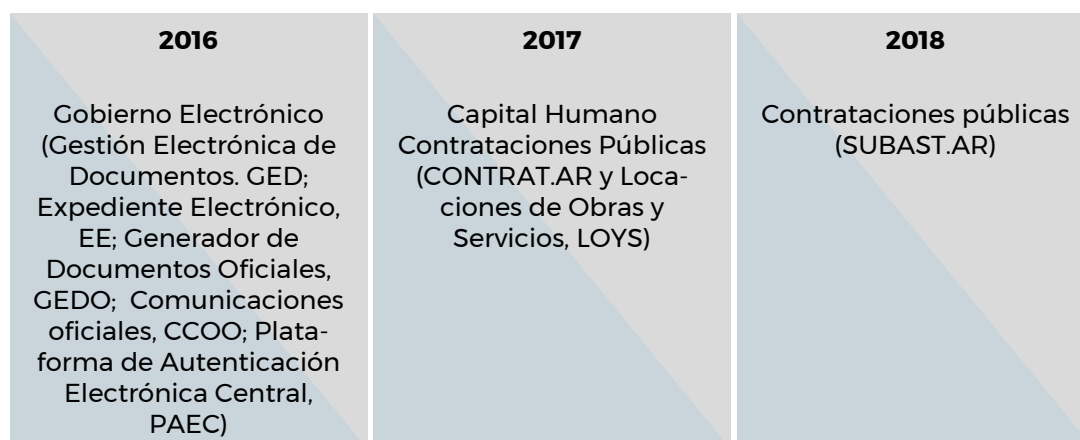 2016
Gobierno Electrónico
(Gestión Electrónica de
Documentos. GED;
Expediente Electrónico,
EE; Generador de
Documentos Oficiales,
GEDO; Comunicaciones
oficiales, CCOO; Plata-
forma de Autenticación
Electrónica Central,
PAEC)
2017
Capital Humano
Contrataciones Públicas
(CONTRAT.AR y Loca-
ciones de Obras y
Servicios, LOYS)
2018
Contrataciones públicas
(SUBAST.AR)